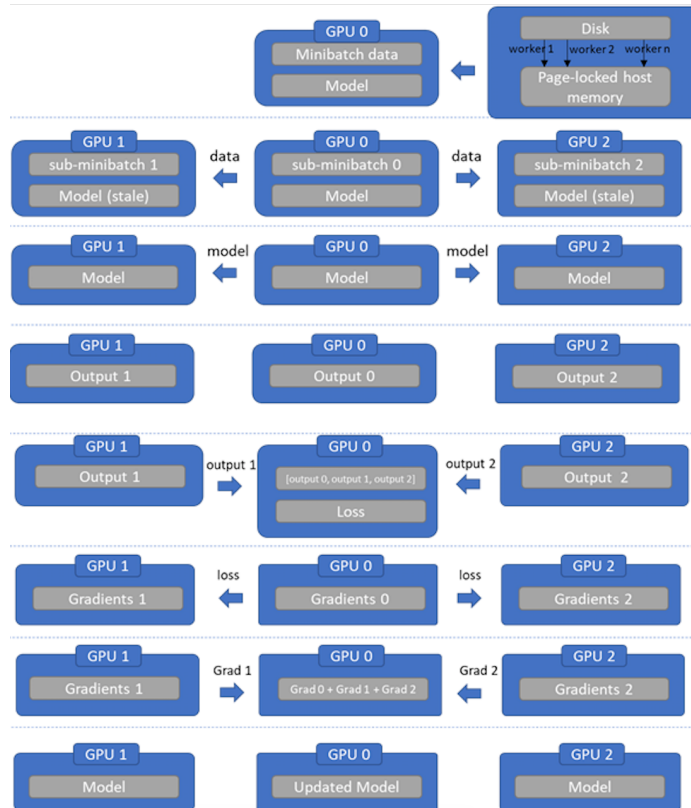 GPU 0
Disk
Minibatch data
worker 1
worker 2
worker n
Page-locked host
memory
Model
GPU 1
GPU 0
GPU 2
data
data
sub-minibatch 1
sub-minibatch 0
sub-minibatch 2
Model (stale)
Model
Model (stale)
GPU 1
GPU 0
GPU 2
model
model
Model
Model
Model
GPU 1
GPU 0
GPU 2
Output 1
Output 0
Output 2
GPU 1
GPU 0
GPU 2
output 1
output 2
Output 1
[output 0, output 1, output 2]
Output 2
Loss
GPU 1
GPU 0
GPU 2
loss
loss
Gradients 1
Gradients 0
Gradients 2
GPU 1
GPU 0
GPU 2
Grad 1
Grad 2
Gradients 1
Grad 0 + Grad 1 + Grad 2
Gradients 2
GPU 1
GPU 0
GPU 2
Model
Updated Model
Model